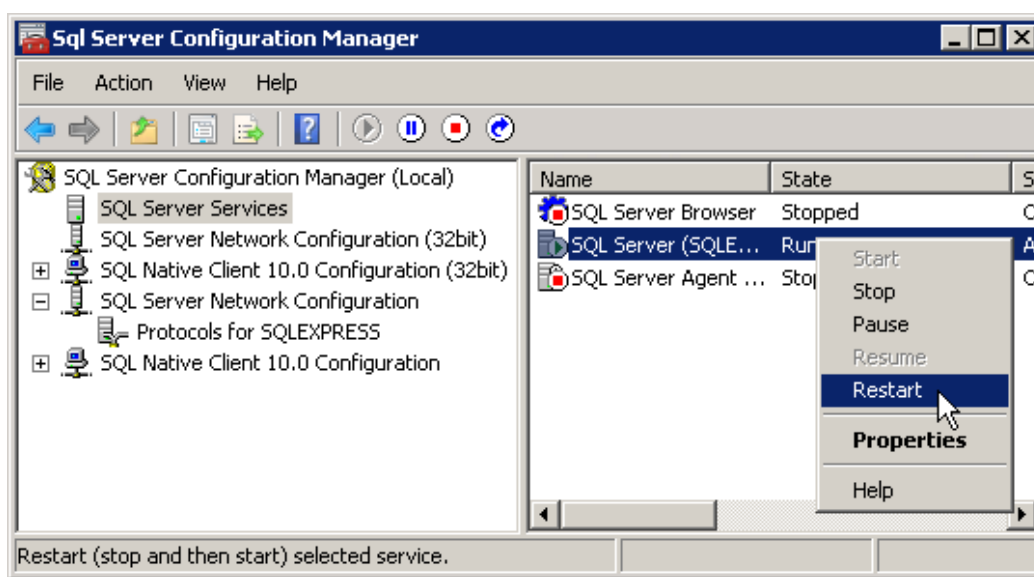 Sql Server Configuration Manager
File Action View Help
SQL Server Configuration Manager (Local)
SQL Server Services
SQL Server Network Configuration (32bit)
SQL Native Client 10.0 Configuration (32bit)
SQL Server Network Configuration
Protocols for SQLEXPRESS
SQL Native Client 10.0 Configuration
Name State S
SQL Server Browser Stopped
SQL Server (SQLE... Run A
SQL Server Agent ... Stop
Start
Stop
Pause
Resume
Restart
Properties
Help
Restart (stop and then start) selected service.